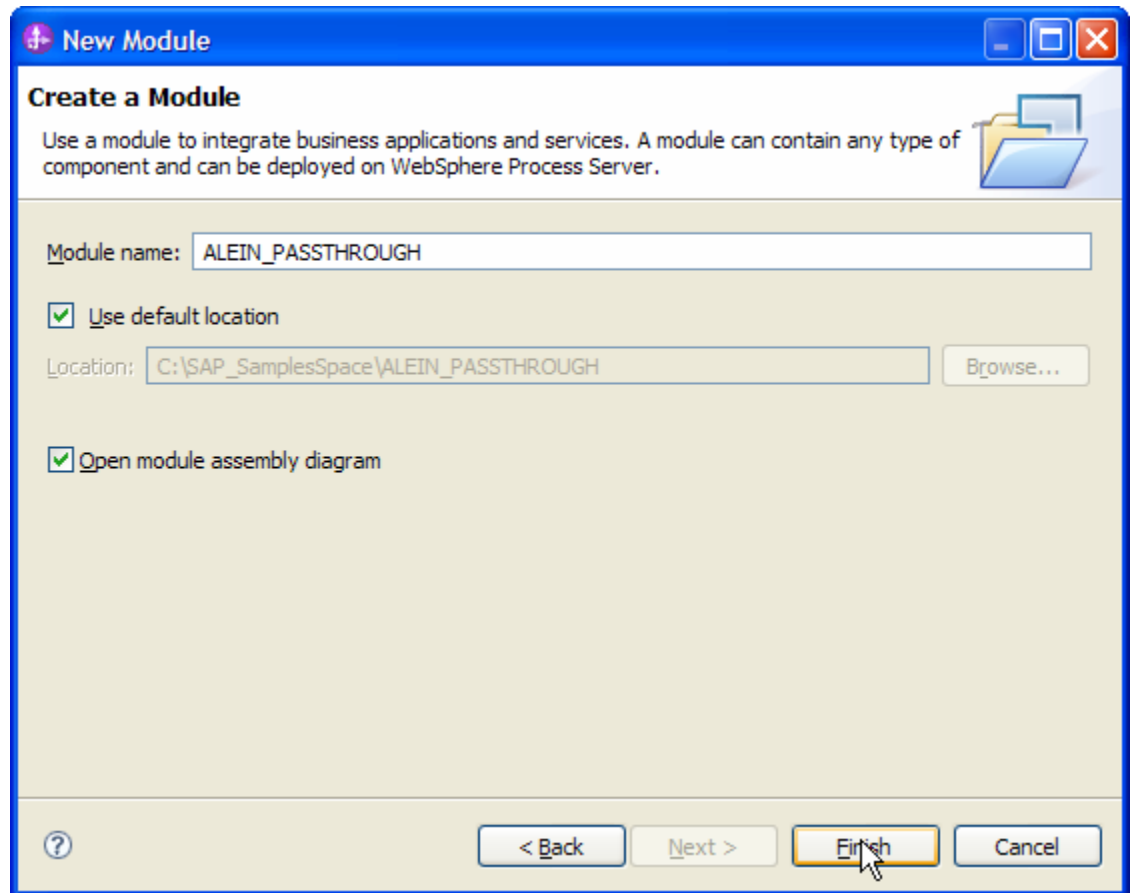 New Module
Create a Module
Use a module to integrate business applications and services. A module can contain any type of
component and can be deployed on WebSphere Process Server.
Module name: ALEIN_PASSTHROUGH
Use default location
Location: C:\SAP_SamplesSpace\ALEIN_PASSTHROUGH Browse...
Open module assembly diagram
? < Back Next > Finish Cancel